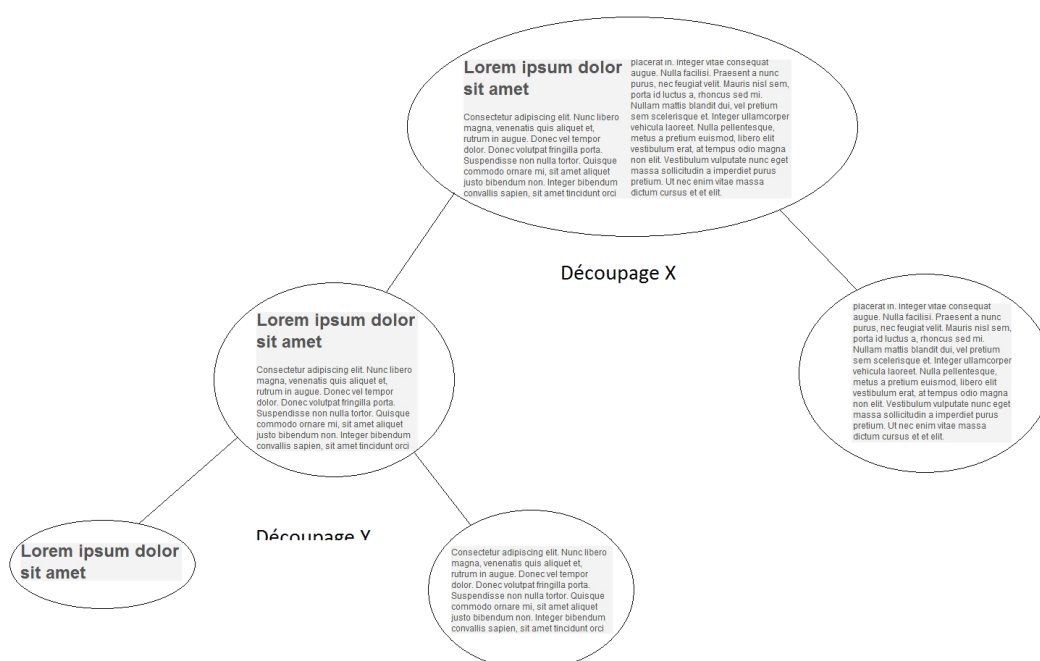 Lorem ipsum dolor
sit amet
Consectetur adipiscing elit. Nunc libero
magna, venenatis quis aliquet et,
rutrum in augue. Donec vel tempor
dolor. Donec volutpat fringilla porta.
Suspendisse non nulla tortor. Quisque
commodo ornare mi, sit amet aliquet
justo bibendum non. Integer bibendum
convallis sapien, sit amet tincidunt orci
placerat in. Integer vitae consequat
augue. Nulla facilisi. Praesent a nunc
purus, nec feugiat velit. Mauris nisl sem,
porta id luctus a, rhoncus sed mi.
Nullam mattis blandit dui, vel pretium
sem scelerisque et. Integer ullamcorper
vehicula laoreet. Nulla pellentesque,
metus a pretium euismod, libero elit
vestibulum erat, at tempus odio magna
non elit. Vestibulum vulputate nunc eget
massa sollicitudin a imperdiet purus
pretium. Ut nec enim vitae massa
dictum cursus et et elit.
Découpage X
Lorem ipsum dolor
sit amet
Consectetur adipiscing elit. Nunc libero
magna, venenatis quis aliquet et,
rutrum in augue. Donec vel tempor
dolor. Donec volutpat fringilla porta.
Suspendisse non nulla tortor. Quisque
commodo ornare mi, sit amet aliquet
justo bibendum non. Integer bibendum
convallis sapien, sit amet tincidunt orci
placerat in. Integer vitae consequat
augue. Nulla facilisi. Praesent a nunc
purus, nec feugiat velit. Mauris nisl sem,
porta id luctus a, rhoncus sed mi.
Nullam mattis blandit dui, vel pretium
sem scelerisque et. Integer ullamcorper
vehicula laoreet. Nulla pellentesque,
metus a pretium euismod, libero elit
vestibulum erat, at tempus odio magna
non elit. Vestibulum vulputate nunc eget
massa sollicitudin a imperdiet purus
pretium. Ut nec enim vitae massa
dictum cursus et et elit.
Découpage Y
Lorem ipsum dolor
sit amet
Consectetur adipiscing elit. Nunc libero
magna, venenatis quis aliquet et,
rutrum in augue. Donec vel tempor
dolor. Donec volutpat fringilla porta.
Suspendisse non nulla tortor. Quisque
commodo ornare mi, sit amet aliquet
justo bibendum non. Integer bibendum
convallis sapien, sit amet tincidunt orci